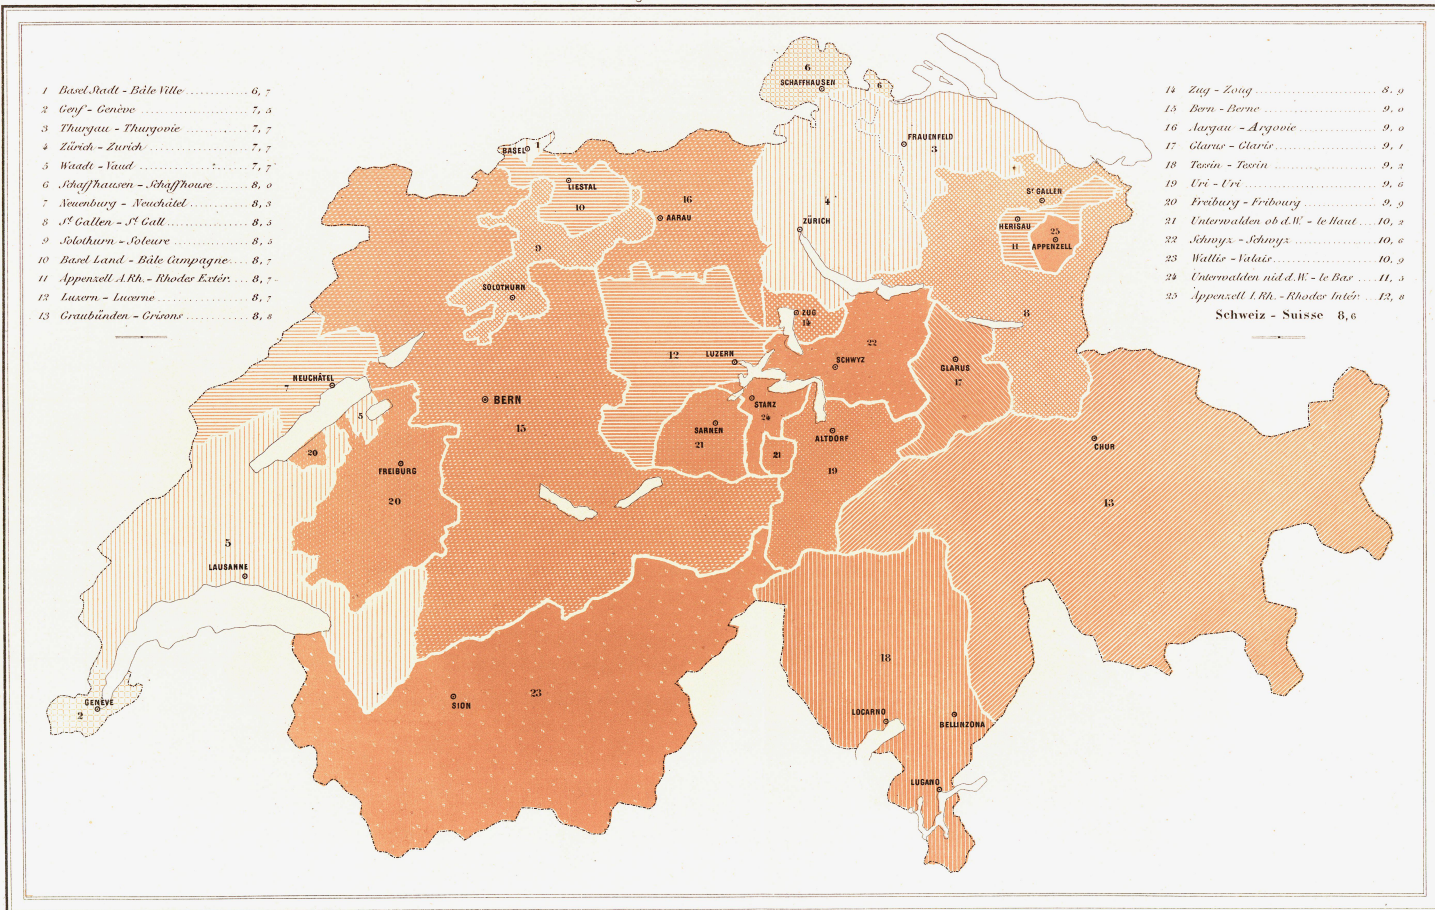 1 Basel Stadt - Bâle Ville 6,7
2 Genf - Genève 7,5
3 Thurgau - Thurgovie 7,7
4 Zürich - Zurich 7,7
5 Waadt - Vaud 7,7
6 Schaffhausen - Schaffhouse 8,0
7 Neuenburg - Neuchâtel 8,3
8 St Gallen - St Gall 8,5
9 Solothurn - Soleure 8,5
10 Basel Land - Bâle Campagne 8,7
11 Appenzell A.Rh. - Rhodes Extér. 8,7
12 Luzern - Lucerne 8,7
13 Graubünden - Grisons 8,8
14 Zug - Zoug 8,9
15 Bern - Berne 9,0
16 Aargau - Argovie 9,0
17 Glarus - Glaris 9,1
18 Tessin - Tessin 9,2
19 Uri - Uri 9,6
20 Freiburg - Fribourg 9,9
21 Unterwalden ob d.W. - le Haut 10,2
22 Schwyz - Schwyz 10,6
23 Wallis - Valais 10,9
24 Unterwalden nid d.W. - le Bas 11,5
25 Appenzell I.Rh. - Rhodes Intér. 12,8
Schweiz - Suisse 8,6
6
SCHAFFHAUSEN
6
FRAUENFELD
3
BASEL
1
LIESTAL
10
16
AARAU
4
ZÜRICH
St GALLEN
HERISAU
11
25
APPENZELL
9
SOLOTHURN
ZUG
14
8
22
LUZERN
12
SCHWYZ
GLARUS
17
NEUCHÂTEL
7
5
BERN
15
STANZ
24
SARNEN
21
21
ALTDORF
19
CHUR
13
20
FREIBURG
20
5
LAUSANNE
GENÈVE
2
23
SION
18
LOCARNO
BELLINZONA
LUGANO